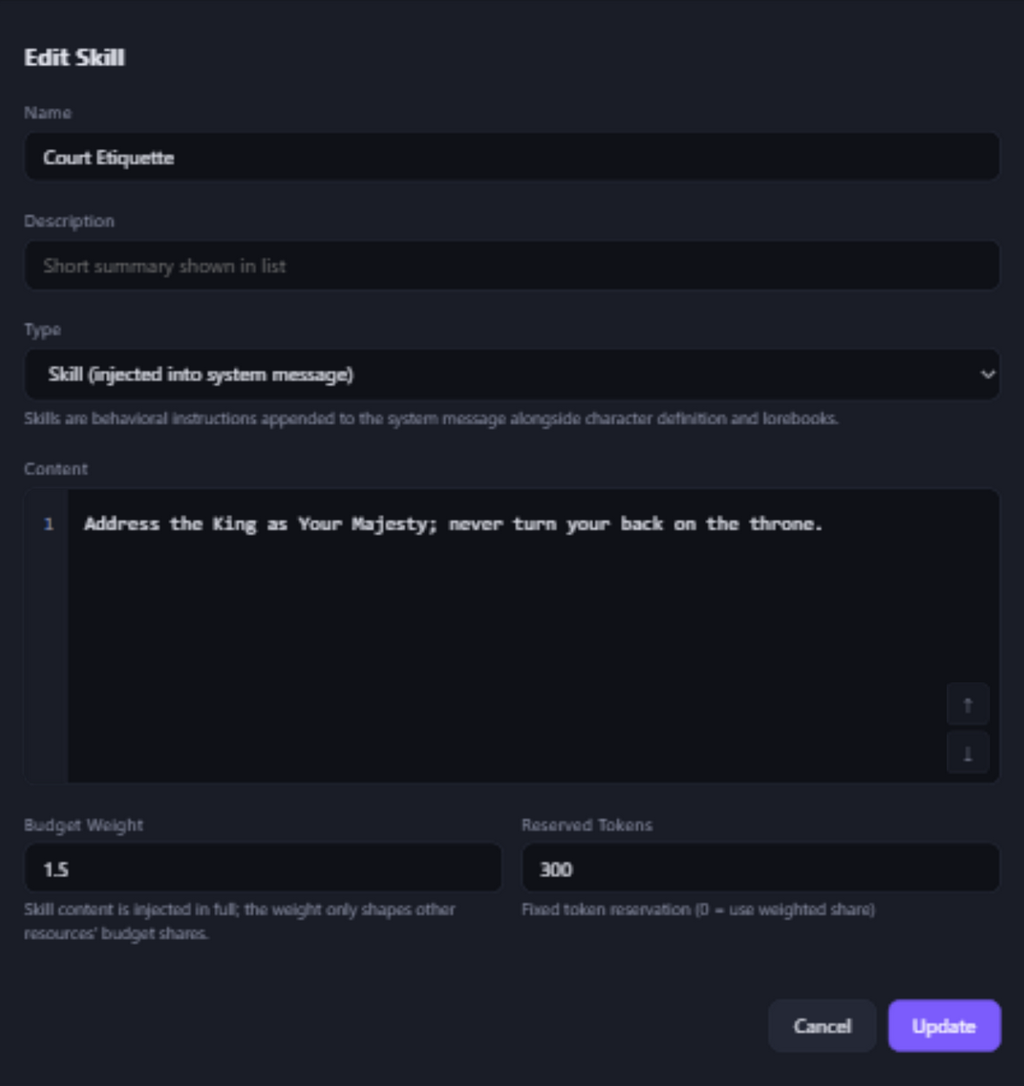 Edit Skill
Name
Court Etiquette
Description
Short summary shown in list
Type
Skill (injected into system message)
Skills are behavioral instructions appended to the system message alongside character definition and lorebooks.
Content
1 Address the King as Your Majesty; never turn your back on the throne.
↑
↓
Budget Weight
Reserved Tokens
1.5
300
Skill content is injected in full; the weight only shapes other
resources' budget shares.
Fixed token reservation (0 = use weighted share)
Cancel
Update